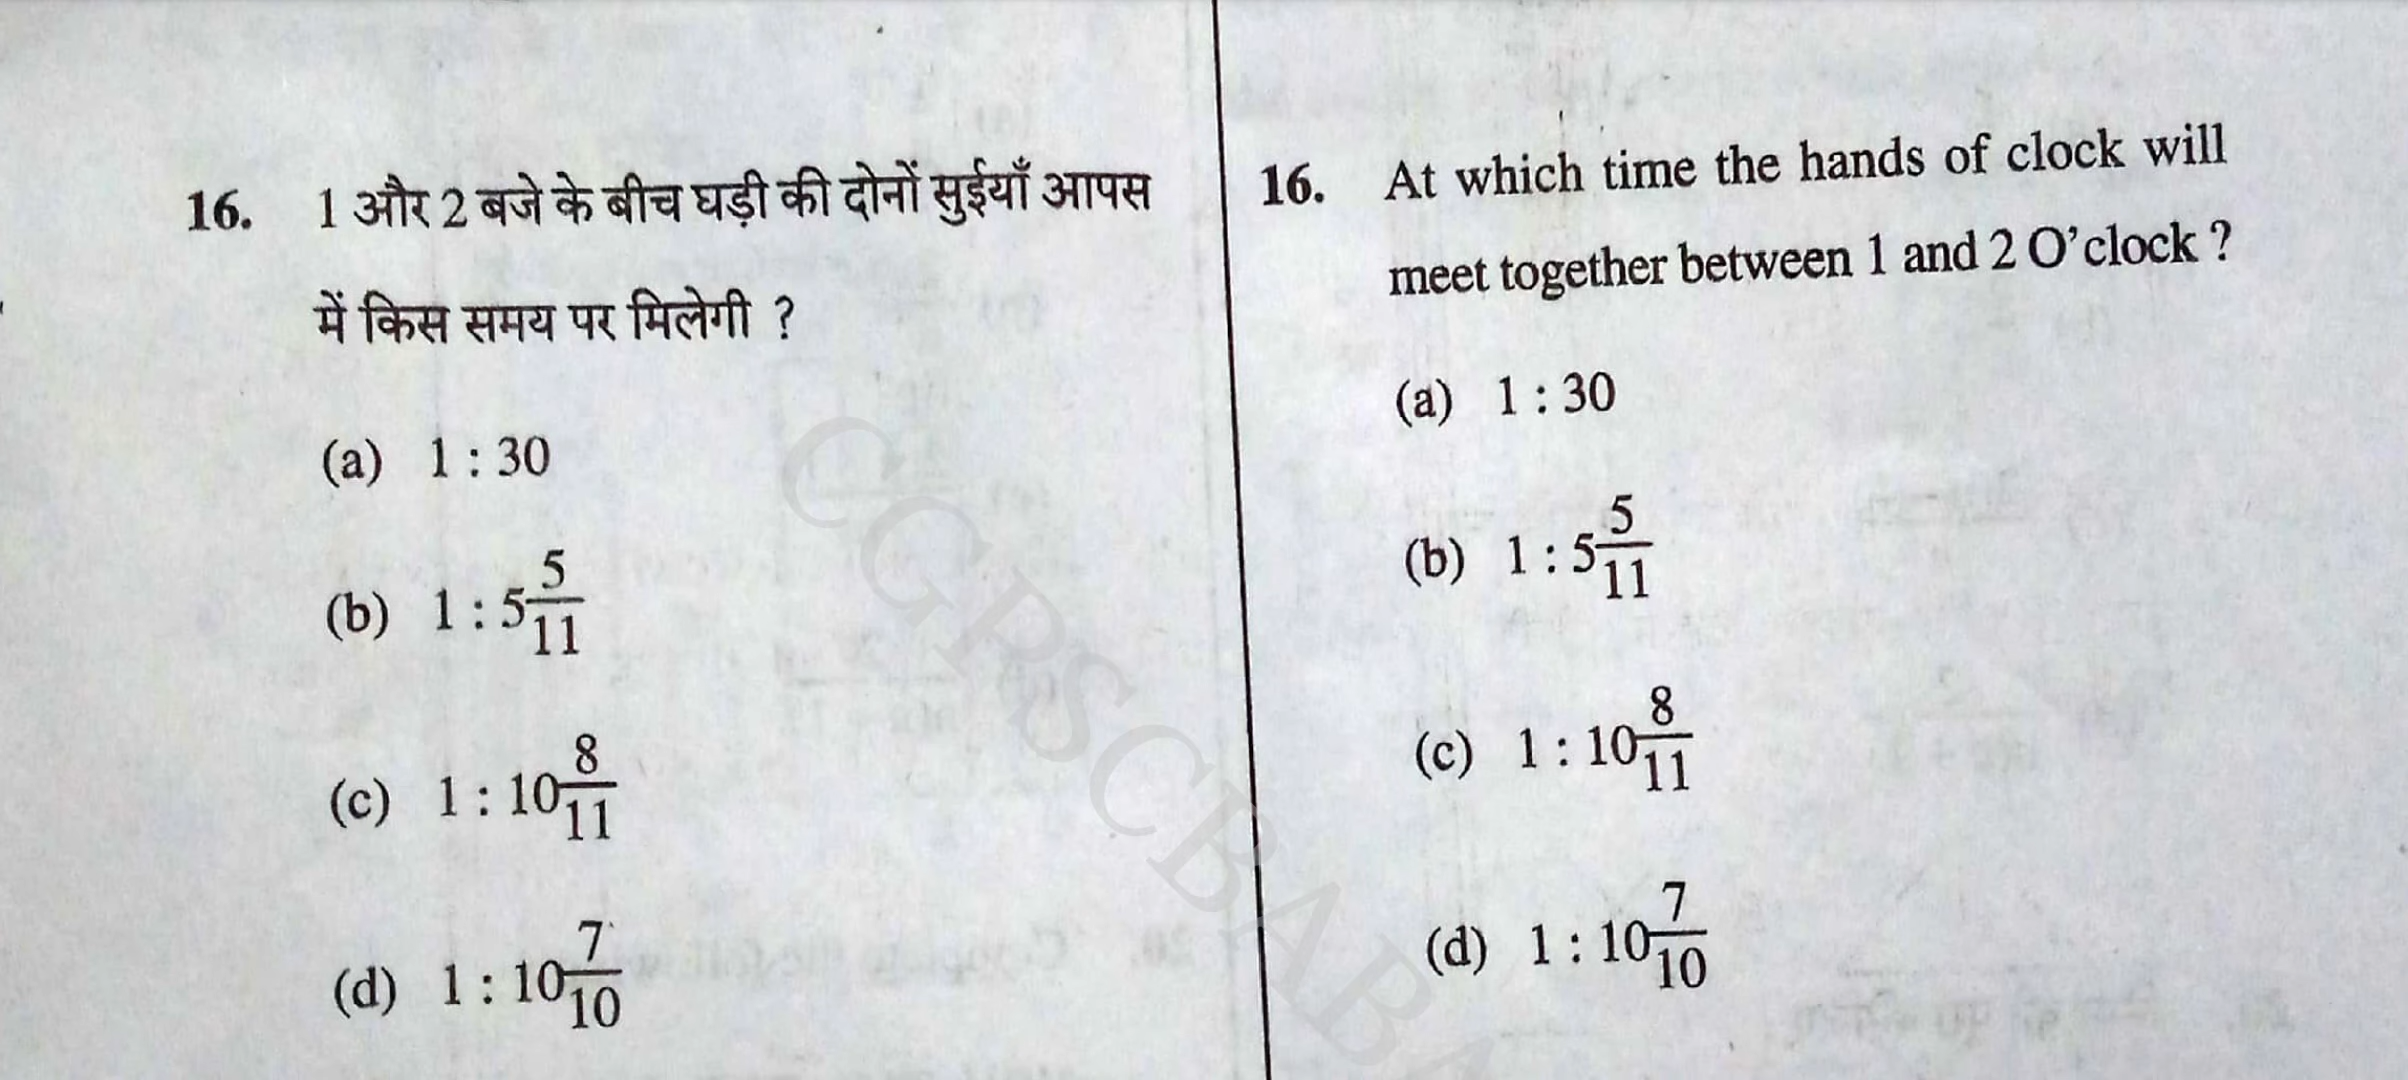 16. 1 और 2 बजे के बीच घड़ी की दोनों सुईयाँ आपस
में किस समय पर मिलेगी ?
(a) 1 : 30
(b) 1 : 5 5/11
(c) 1 : 10 8/11
(d) 1 : 10 7/10
16. At which time the hands of clock will
meet together between 1 and 2 O'clock ?
(a) 1 : 30
(b) 1 : 5 5/11
(c) 1 : 10 8/11
(d) 1 : 10 7/10